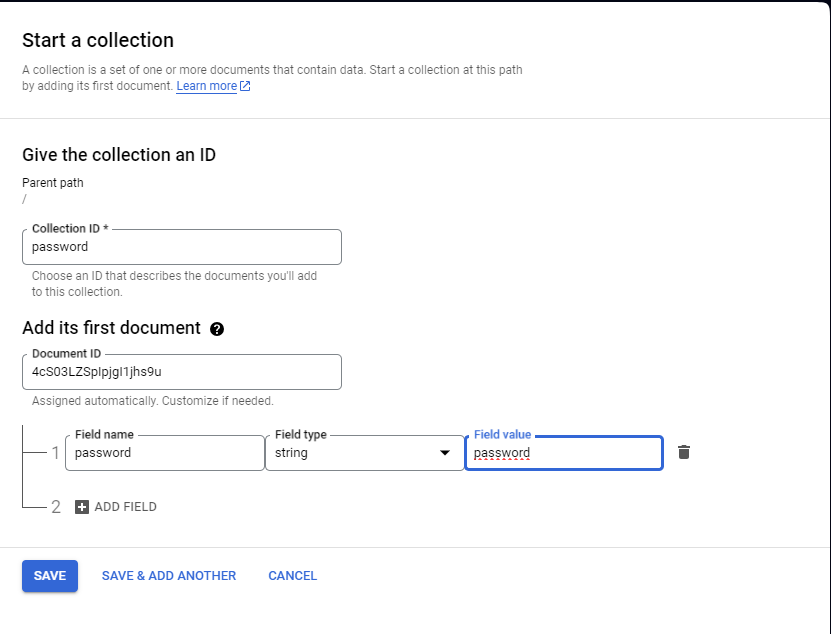 Start a collection
A collection is a set of one or more documents that contain data. Start a collection at this path
by adding its first document. Learn more
Give the collection an ID
Parent path
/
Collection ID *
password
Choose an ID that describes the documents you'll add
to this collection.
Add its first document ?
Document ID
4cS03LZSpIpjgI1jhs9u
Assigned automatically. Customize if needed.
Field name Field type Field value
1 password string password
2 ADD FIELD
SAVE SAVE & ADD ANOTHER CANCEL